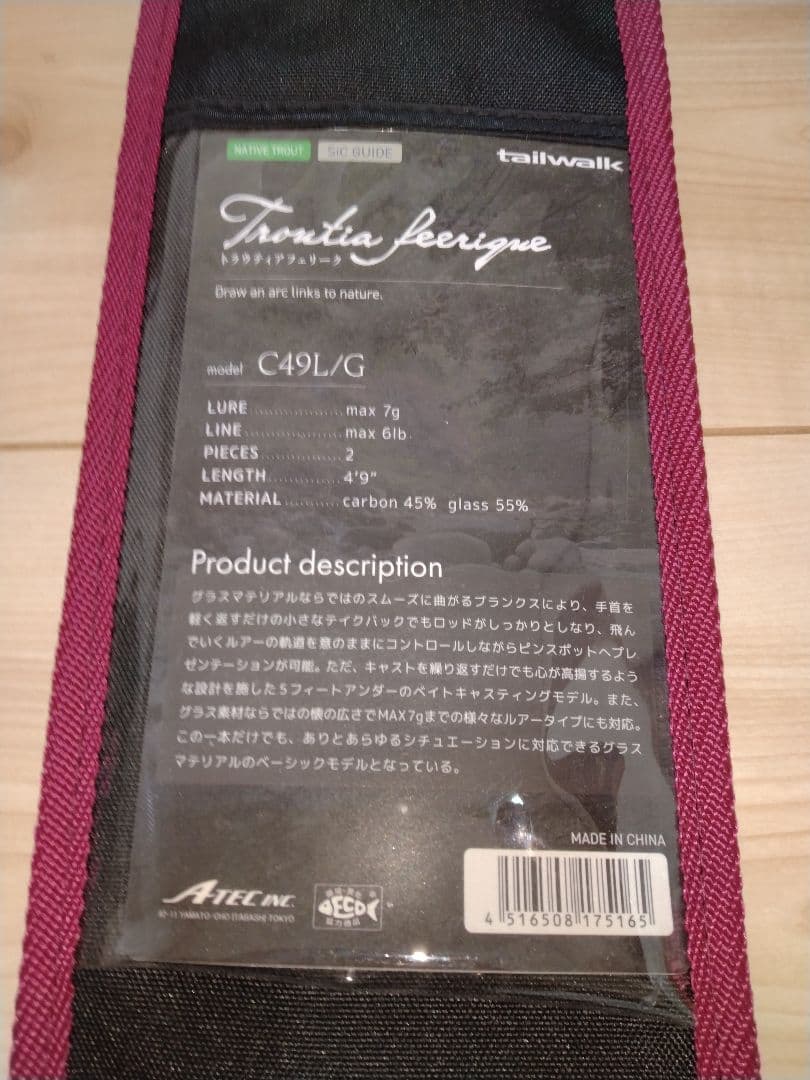 NATIVE TROUT SiC GUIDE tailwalk
Troutia feerique
トラウティアフェリーク
Draw an arc links to nature.
model C49L/G
LURE ................... max 7g
LINE .................... max 6lb.
PIECES ................. 2
LENGTH ............... 4'9"
MATERIAL ........... carbon 45% glass 55%
Product description
グラスマテリアルならではのスムーズに曲がるブランクスにより、手首を
軽く返すだけの小さなテイクバックでもロッドがしっかりとしなり、飛ん
でいくルアーの軌道を意のままにコントロールしながらピンスポットへプレ
ゼンテーションが可能。ただ、キャストを繰り返すだけでも心が高揚するよう
な設計を施した5フィートアンダーのベイトキャスティングモデル。また、
グラス素材ならではの懐の広さでMAX7gまでの様々なルアータイプにも対応。
この一本だけでも、ありとあらゆるシチュエーションに対応できるグラス
マテリアルのベーシックモデルとなっている。
MADE IN CHINA
A-TEC INC.
YAMATO-CHO ITABASHI TOKYO
DECO
協力商品
4 516508 175165